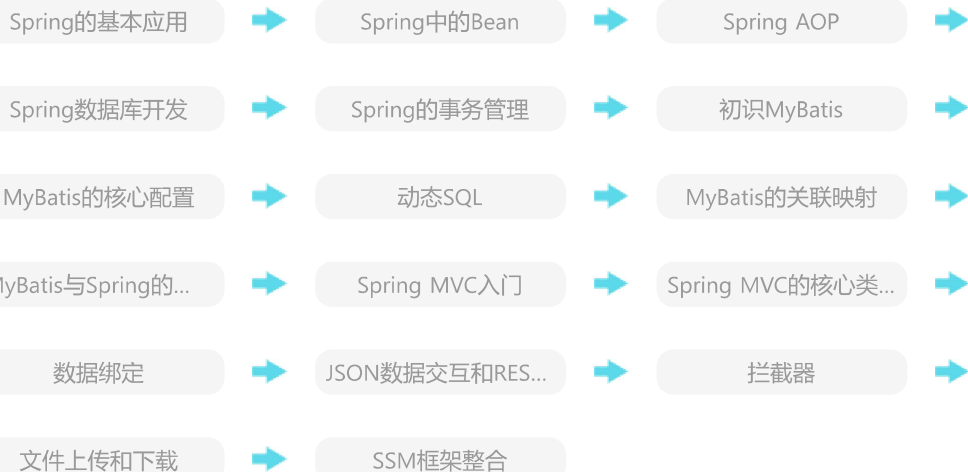 Spring的基本应用 Spring中的Bean Spring AOP
Spring数据库开发 Spring的事务管理 初识MyBatis
MyBatis的核心配置 动态SQL MyBatis的关联映射
MyBatis与Spring的... Spring MVC入门 Spring MVC的核心类...
数据绑定 JSON数据交互和RES... 拦截器
文件上传和下载 SSM框架整合